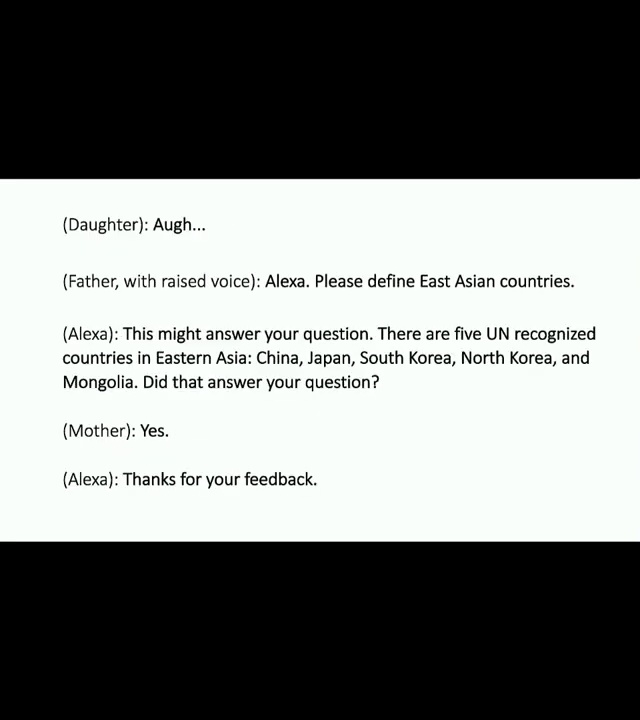 (Daughter): Augh...
(Father, with raised voice): Alexa. Please define East Asian countries.
(Alexa): This might answer your question. There are five UN recognized
countries in Eastern Asia: China, Japan, South Korea, North Korea, and
Mongolia. Did that answer your question?
(Mother): Yes.
(Alexa): Thanks for your feedback.